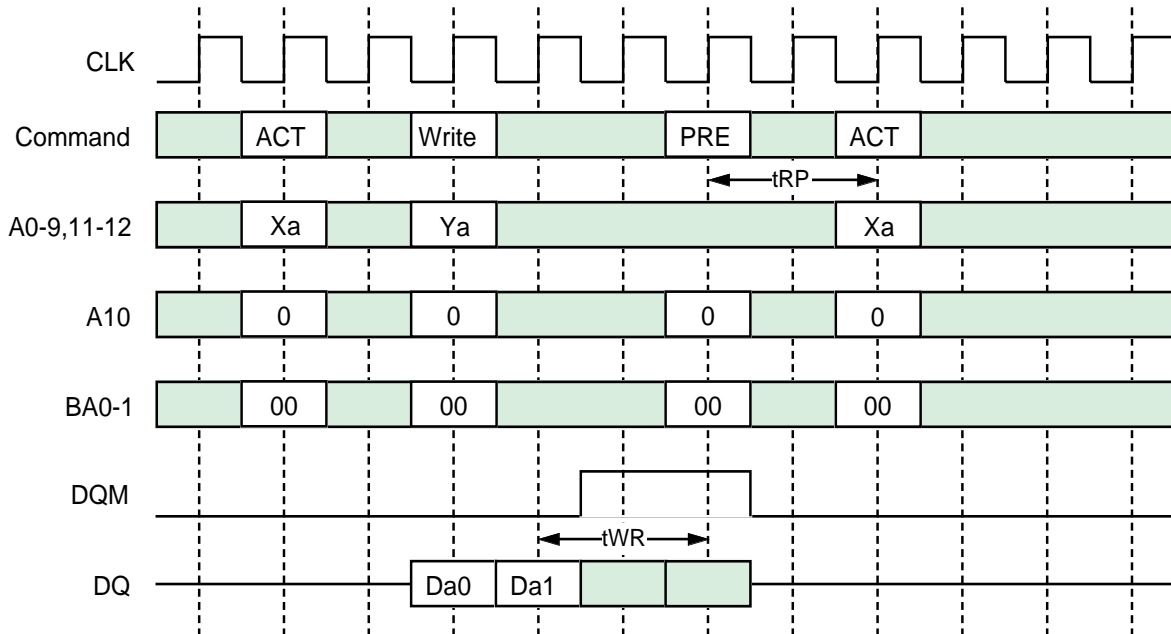 CLK
Command ACT Write PRE ACT
tRP
A0-9,11-12 Xa Ya Xa
A10 0 0 0 0
BA0-1 00 00 00 00
DQM
tWR
DQ Da0 Da1